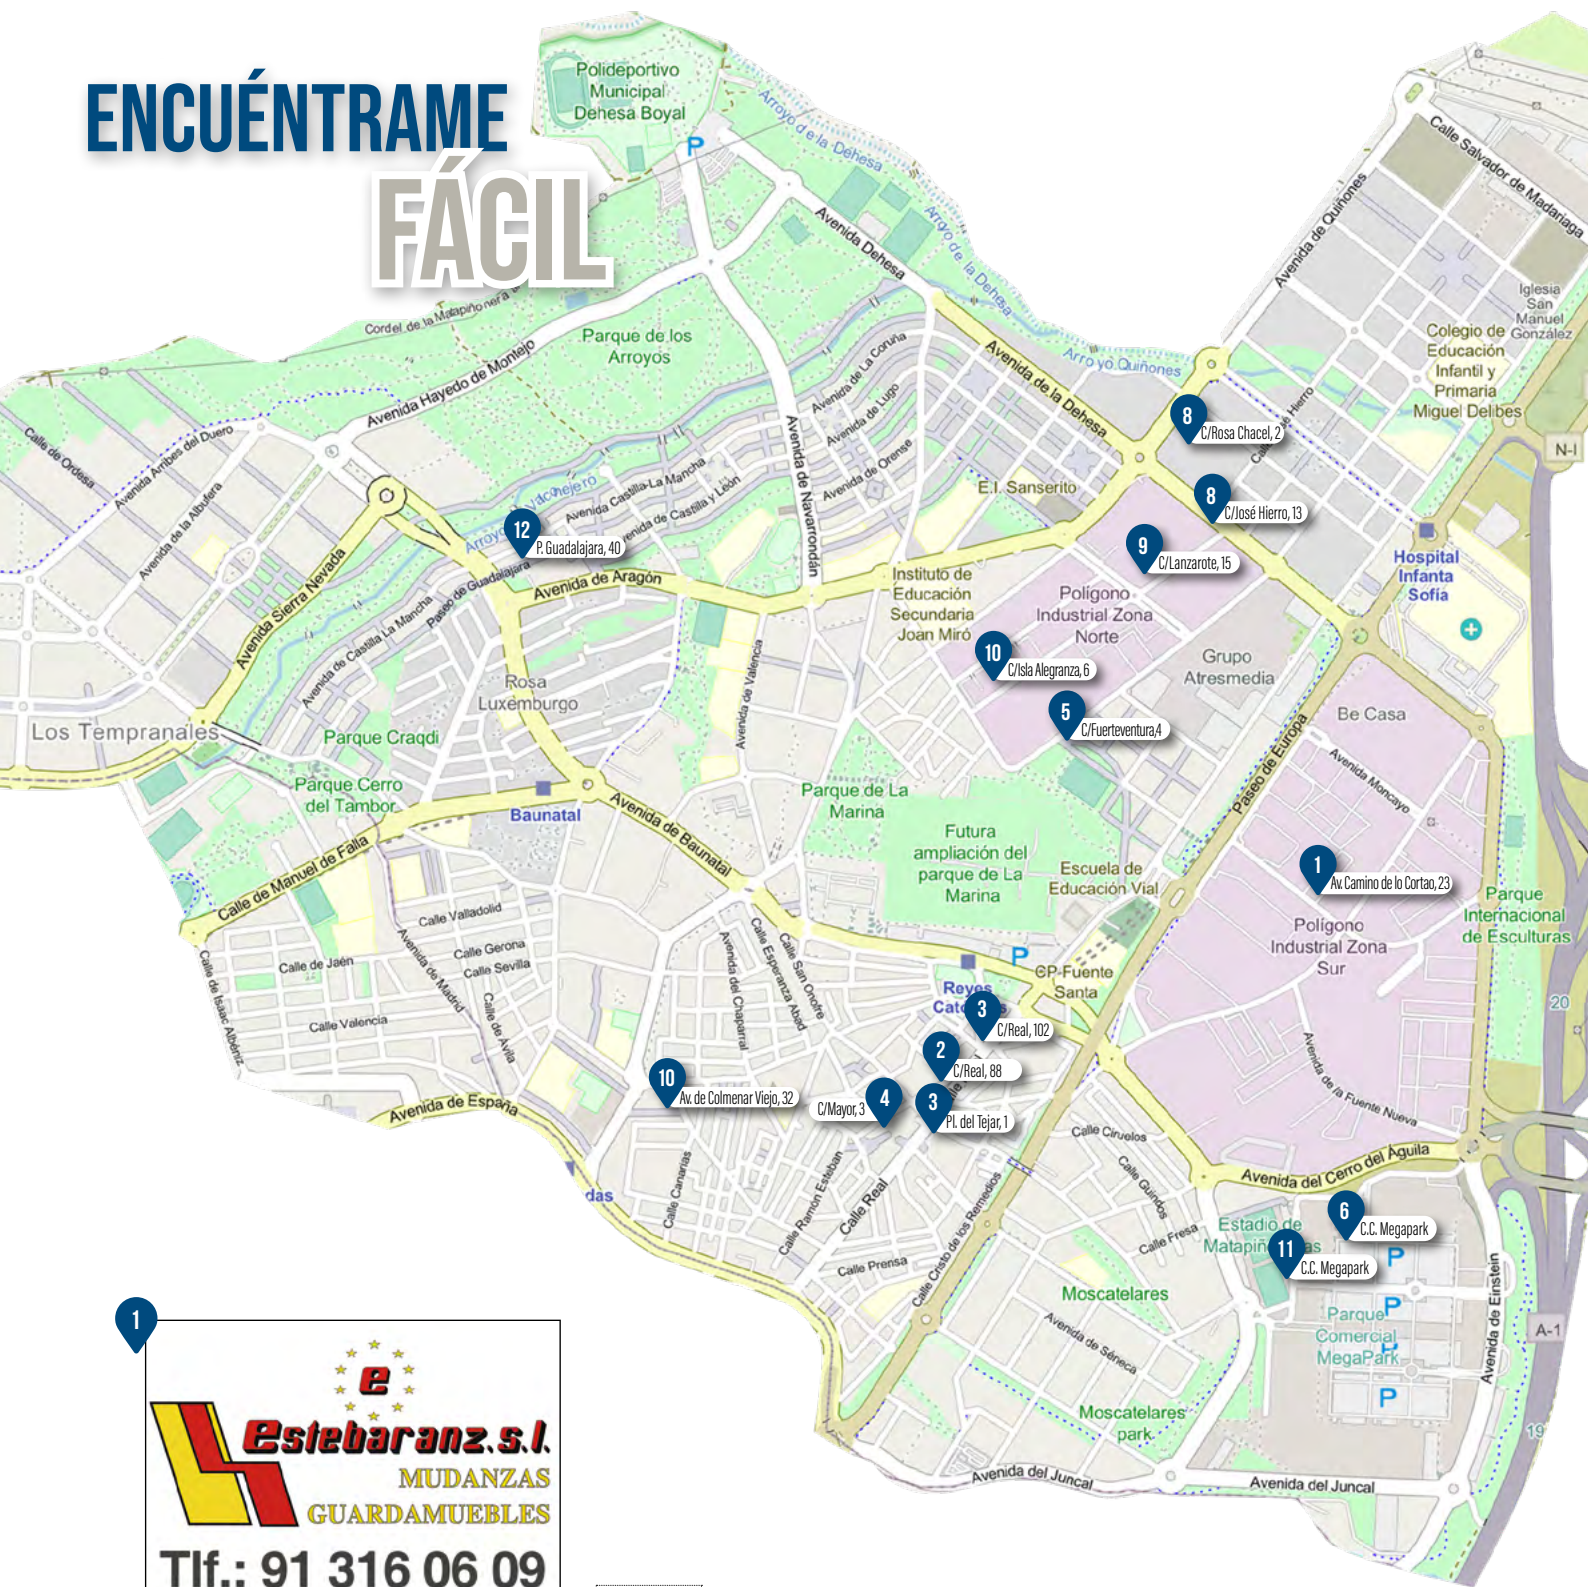 ENCUÉNTRAME
FÁCIL
Polideportivo
Municipal
Dehesa Boyal
P
Arroyo de la Dehesa
Arroyo de la Dehesa
Avenida Dehesa
Cordel de la Matapiñonera
Parque de los
Arroyos
Avenida Hayedo de Montejo
Calle Salvador de Madariaga
Avenida de Quiñones
Iglesia
San
Manuel
González
Colegio de
Educación
Infantil y
Primaria
Miguel Delibes
N-I
Arroyo Quiñones
Avenida de la Dehesa
Avenida de La Coruña
Avenida de Lugo
Avenida de Orense
Avenida de Navarrondán
8
C/Rosa Chacel, 2
8
C/José Hierro, 13
9
C/Lanzarote, 15
E.I. Sanserito
Calle de Ordesa
Avenida Arribes del Duero
Avenida de la Albufera
Avenida Sierra Nevada
Avenida Castilla-La Mancha
Avenida de Castilla y León
12
P. Guadalajara, 40
Paseo de Guadalajara
Avenida de Castilla La Mancha
Avenida de Aragón
Hospital
Infanta
Sofía
Instituto de
Educación
Secundaria
Joan Miró
Polígono
Industrial Zona
Norte
Grupo
Atresmedia
10
C/Isla Alegranza, 6
5
C/Fuerteventura,4
Be Casa
Avenida Moncayo
Paseo de Europa
Rosa
Luxemburgo
Avenida de Valencia
Los Tempranales
Parque Craqdi
Parque Cerro
del Tambor
Baunatal
Avenida de Baunatal
Calle de Manuel de Falla
Parque de La
Marina
Futura
ampliación del
parque de La
Marina
Escuela de
Educación Vial
1
Av. Camino de lo Cortao, 23
Polígono
Industrial Zona
Sur
Parque
Internacional
de Esculturas
20
Calle Valladolid
Calle Gerona
Calle Sevilla
Calle de Jaén
Calle Valencia
Calle de Isaac Albéniz
Avenida de Madrid
Calle de Ávila
Avenida del Chaparral
Calle Esperanza Abad
Calle San Onofre
P
CP Fuente
Santa
Reyes
3
C/Real, 102
2
C/Real, 88
4
C/Mayor, 3
3
Pl. del Tejar, 1
10
Av. de Colmenar Viejo, 32
Avenida de España
Avenida de la Fuente Nueva
Calle Ciruelos
Calle Guindos
Calle Fresa
Avenida del Cerro del Águila
Calle Canarias
Calle Ramón Esteban
Calle Real
Calle Prensa
Calle Cristo de los Remedios
das
Estadio de
6
C.C. Megapark
11
C.C. Megapark
P
P
P
P
Parque
Comercial
MegaPark
Avenida de Einstein
A-1
19
Moscatelares
Avenida de Séneca
Moscatelares
park
Avenida del Juncal
Avenida del Juncal
1
e
Estebaranz.s.l.
MUDANZAS
GUARDAMUEBLES
Tlf.: 91 316 06 09